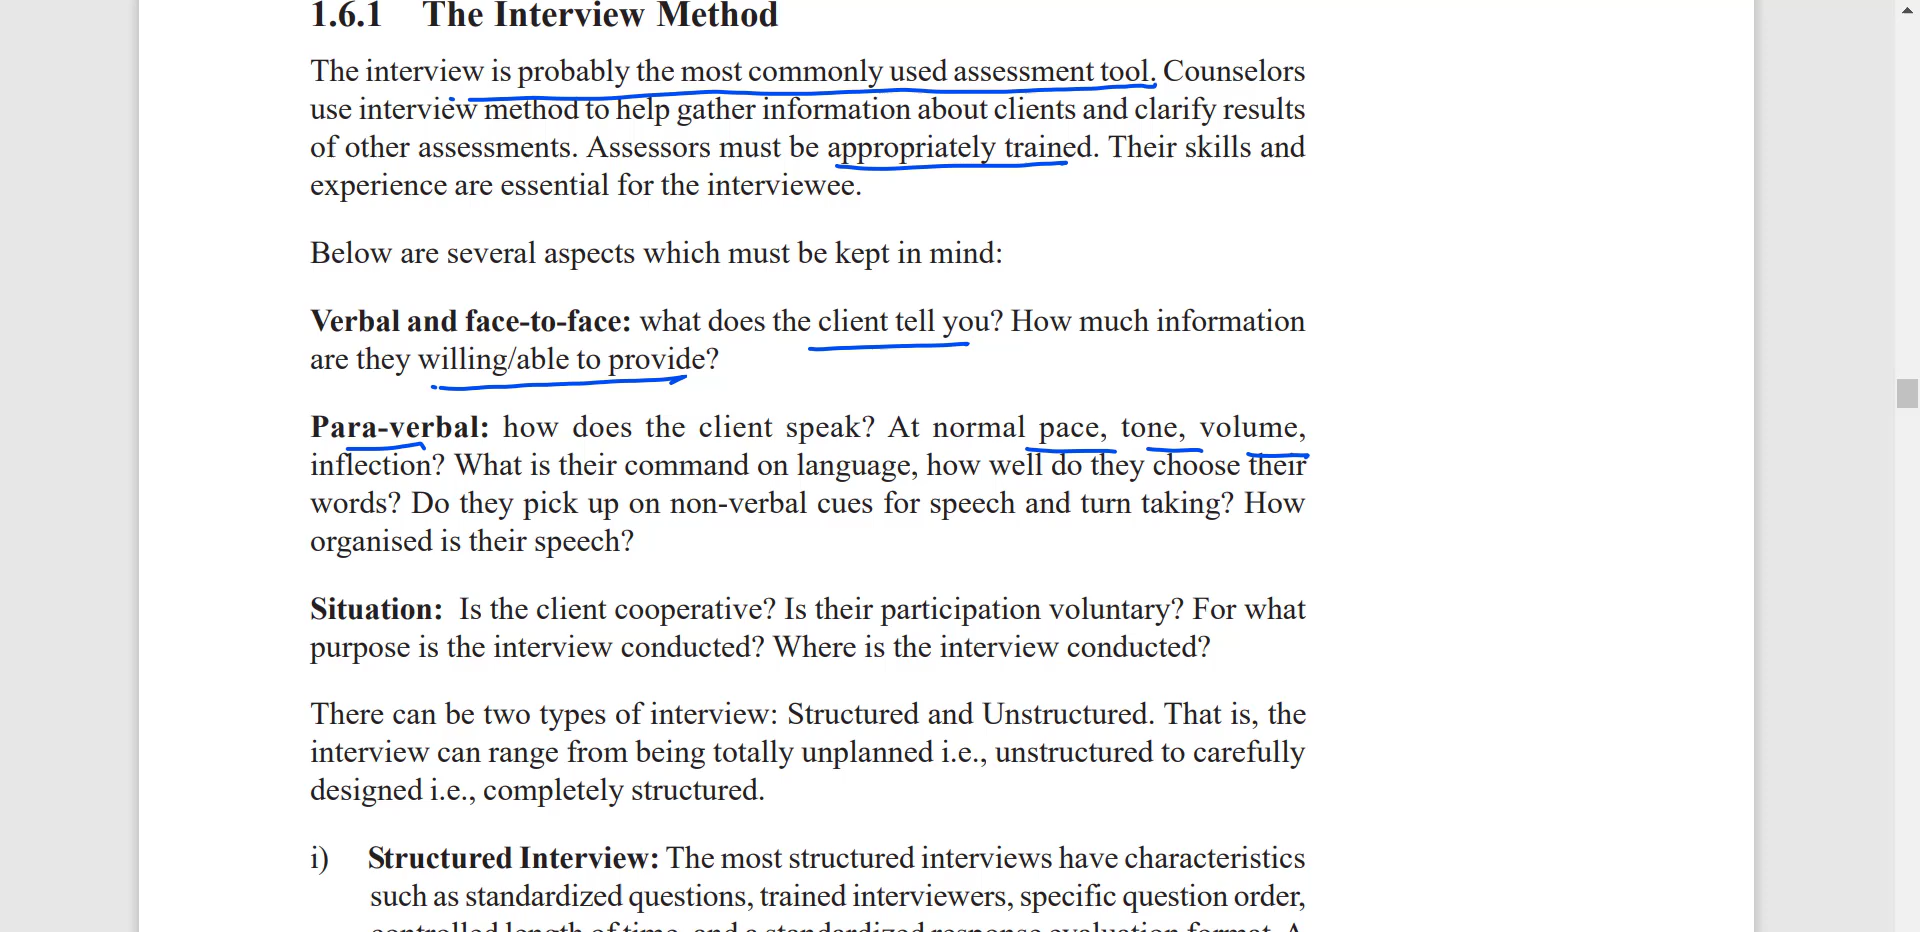 1.6.1 The Interview Method
The interview is probably the most commonly used assessment tool. Counselors
use interview method to help gather information about clients and clarify results
of other assessments. Assessors must be appropriately trained. Their skills and
experience are essential for the interviewee.
Below are several aspects which must be kept in mind:
Verbal and face-to-face: what does the client tell you? How much information
are they willing/able to provide?
Para-verbal: how does the client speak? At normal pace, tone, volume,
inflection? What is their command on language, how well do they choose their
words? Do they pick up on non-verbal cues for speech and turn taking? How
organised is their speech?
Situation: Is the client cooperative? Is their participation voluntary? For what
purpose is the interview conducted? Where is the interview conducted?
There can be two types of interview: Structured and Unstructured. That is, the
interview can range from being totally unplanned i.e., unstructured to carefully
designed i.e., completely structured.
i) Structured Interview: The most structured interviews have characteristics
such as standardized questions, trained interviewers, specific question order,
controlled length of time, and a standardized response evaluation format. A